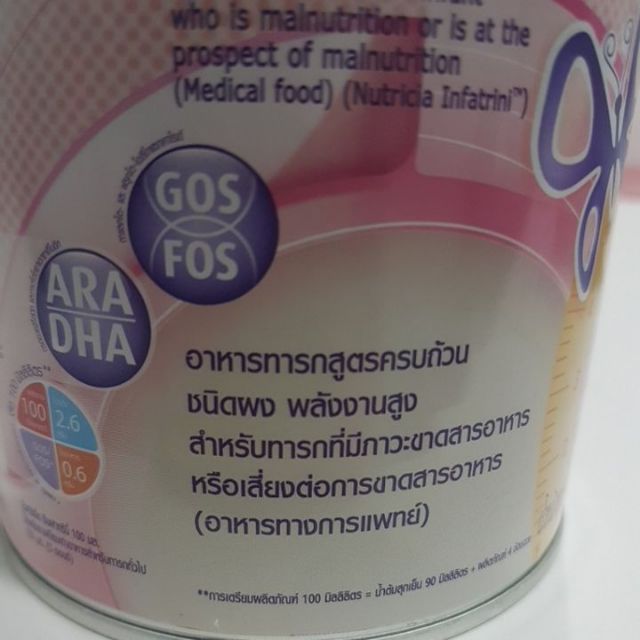 who is malnutrition or is at the
prospect of malnutrition
(Medical food) (Nutricia Infatrini™)
GOS
FOS
ARA
DHA
100
2.6
0.6
อาหารทารกสูตรครบถ้วน
ชนิดผง พลังงานสูง
สำหรับทารกที่มีภาวะขาดสารอาหาร
หรือเสี่ยงต่อการขาดสารอาหาร
(อาหารทางการแพทย์)
**การเตรียมผลิตภัณฑ์ 100 มิลลิลิตร = น้ำต้มสุกเย็น 90 มิลลิลิตร + ผลิตภัณฑ์ 4